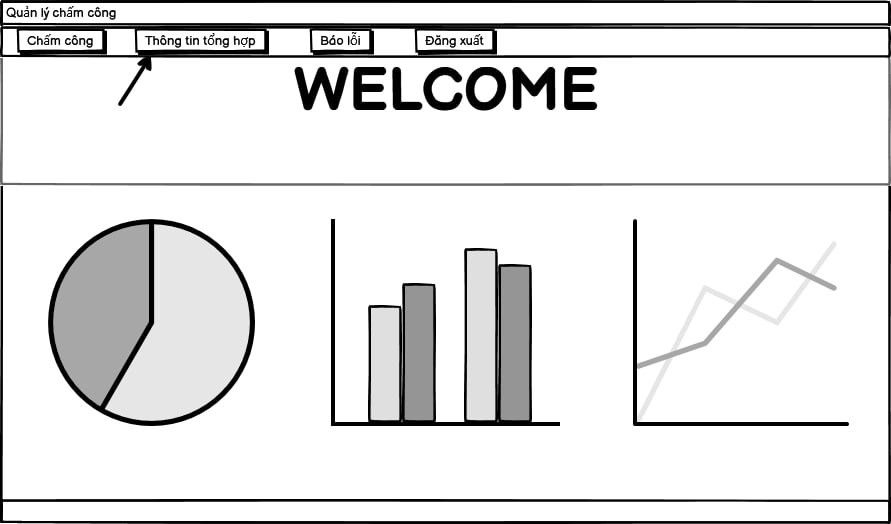 Quản lý chấm công
Chấm công Thông tin tổng hợp Báo lỗi Đăng xuất
WELCOME